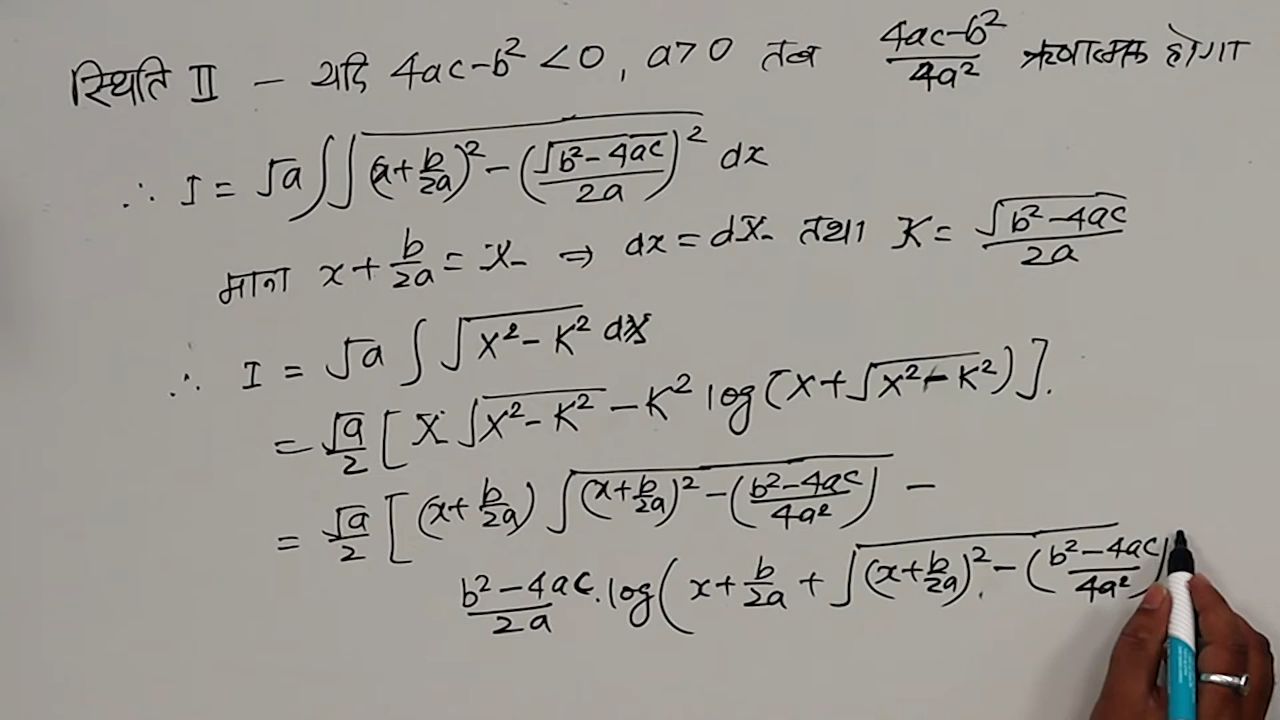 स्थिति II - यदि 4ac-b² < 0, a>0 तब (4ac-b²)/(4a²) ऋणात्मक होगा
∴ I = √a ∫ √((x+b/2a)² - (√(b²-4ac)/2a)²) dx
माना x + b/2a = X ⇒ dx = dX तथा K = √(b²-4ac)/2a
∴ I = √a ∫ √(X²-K²) dX
= √a/2 [X √(X²-K²) - K² log(X+√(X²-K²))].
= √a/2 [(x+b/2a) √((x+b/2a)² - ((b²-4ac)/4a²)) -
(b²-4ac)/2a . log(x+b/2a + √((x+b/2a)² - ((b²-4ac)/4a²))